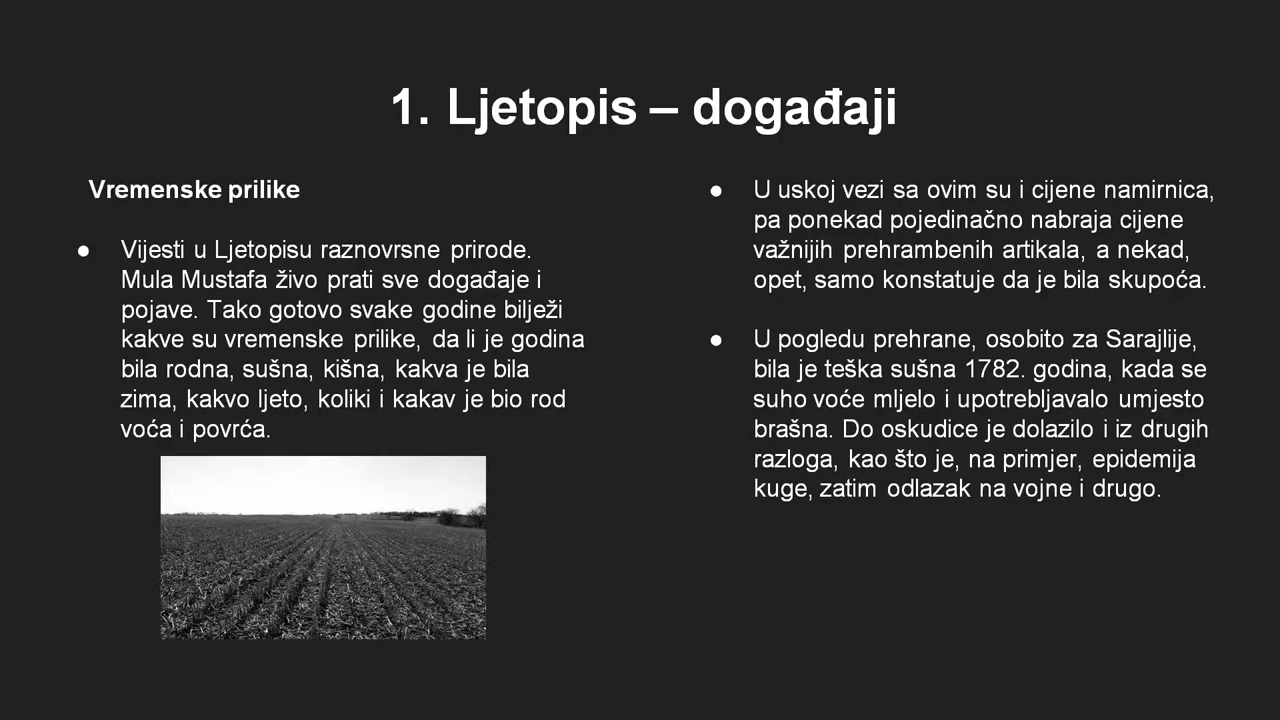 1. Ljetopis – događaji
Vremenske prilike
● Vijesti u Ljetopisu raznovrsne prirode.
Mula Mustafa živo prati sve događaje i
pojave. Tako gotovo svake godine bilježi
kakve su vremenske prilike, da li je godina
bila rodna, sušna, kišna, kakva je bila
zima, kakvo ljeto, koliki i kakav je bio rod
voća i povrća.
● U uskoj vezi sa ovim su i cijene namirnica,
pa ponekad pojedinačno nabraja cijene
važnijih prehrambenih artikala, a nekad,
opet, samo konstatuje da je bila skupoća.
● U pogledu prehrane, osobito za Sarajlije,
bila je teška sušna 1782. godina, kada se
suho voće mljelo i upotrebljavalo umjesto
brašna. Do oskudice je dolazilo i iz drugih
razloga, kao što je, na primjer, epidemija
kuge, zatim odlazak na vojne i drugo.